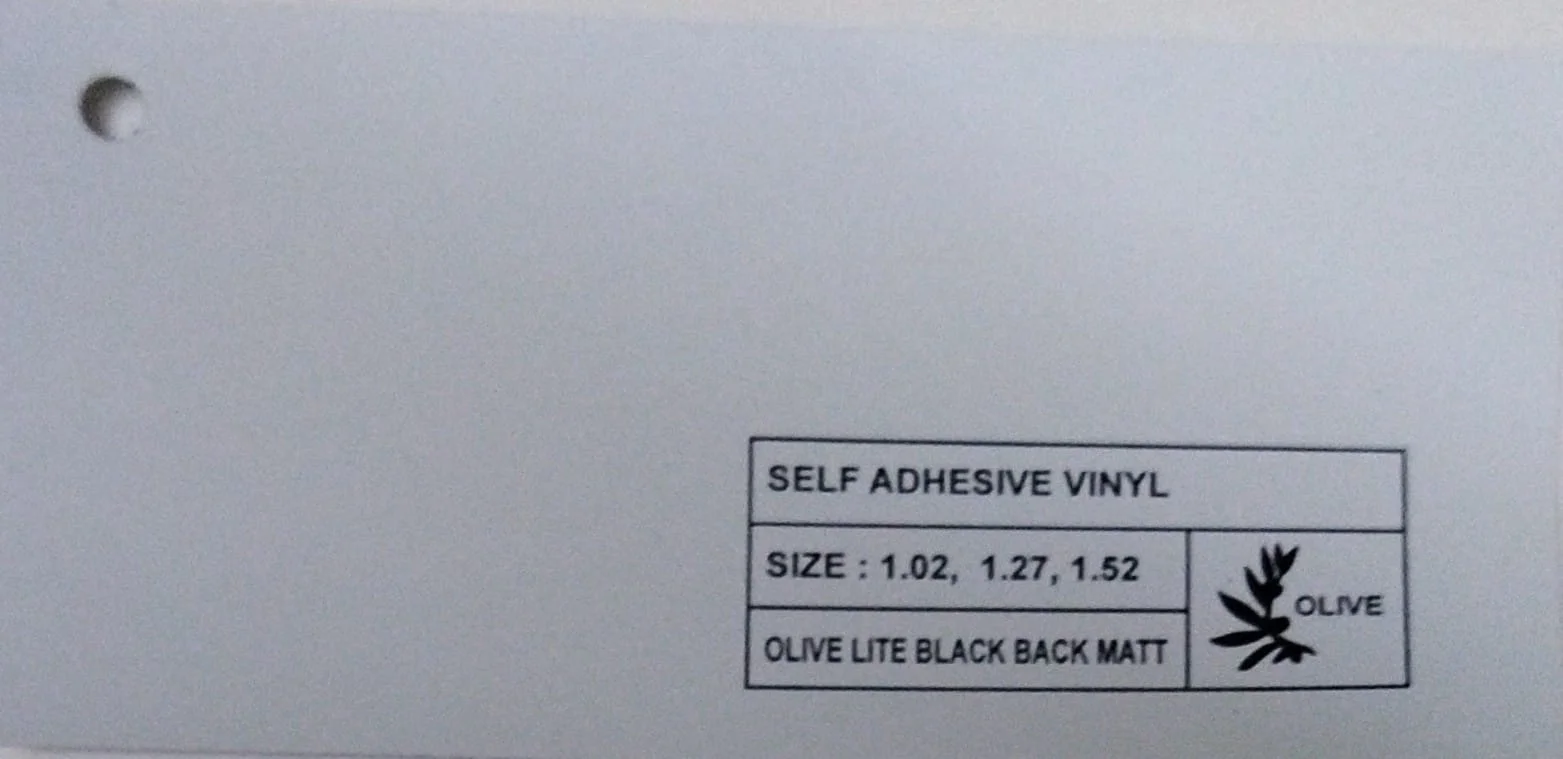 SELF ADHESIVE VINYL
SIZE : 1.02, 1.27, 1.52
OLIVE
OLIVE LITE BLACK BACK MATT